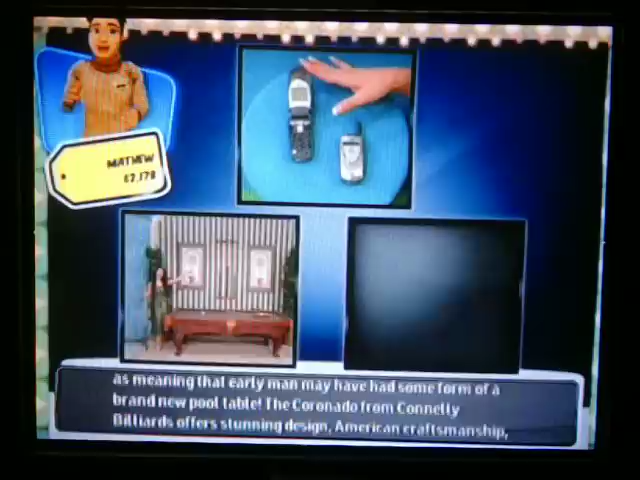 MATHEW
$2,178
as meaning that early man may have had some form of a
brand new pool table! The Coronado from Connelly
Billiards offers stunning design, American craftsmanship,